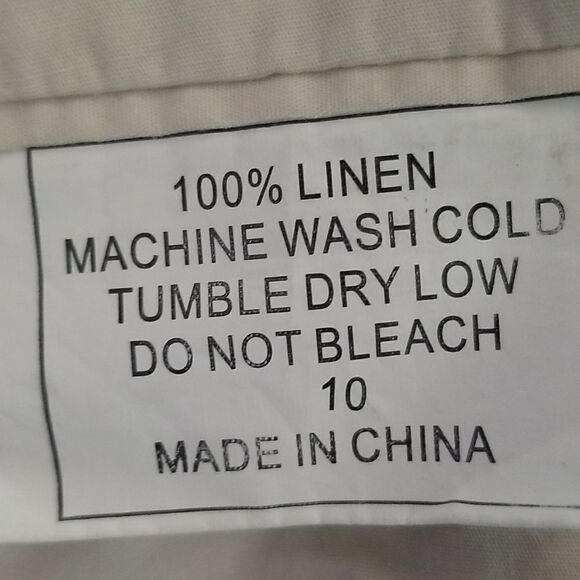 100% LINEN
MACHINE WASH COLD
TUMBLE DRY LOW
DO NOT BLEACH
10
MADE IN CHINA